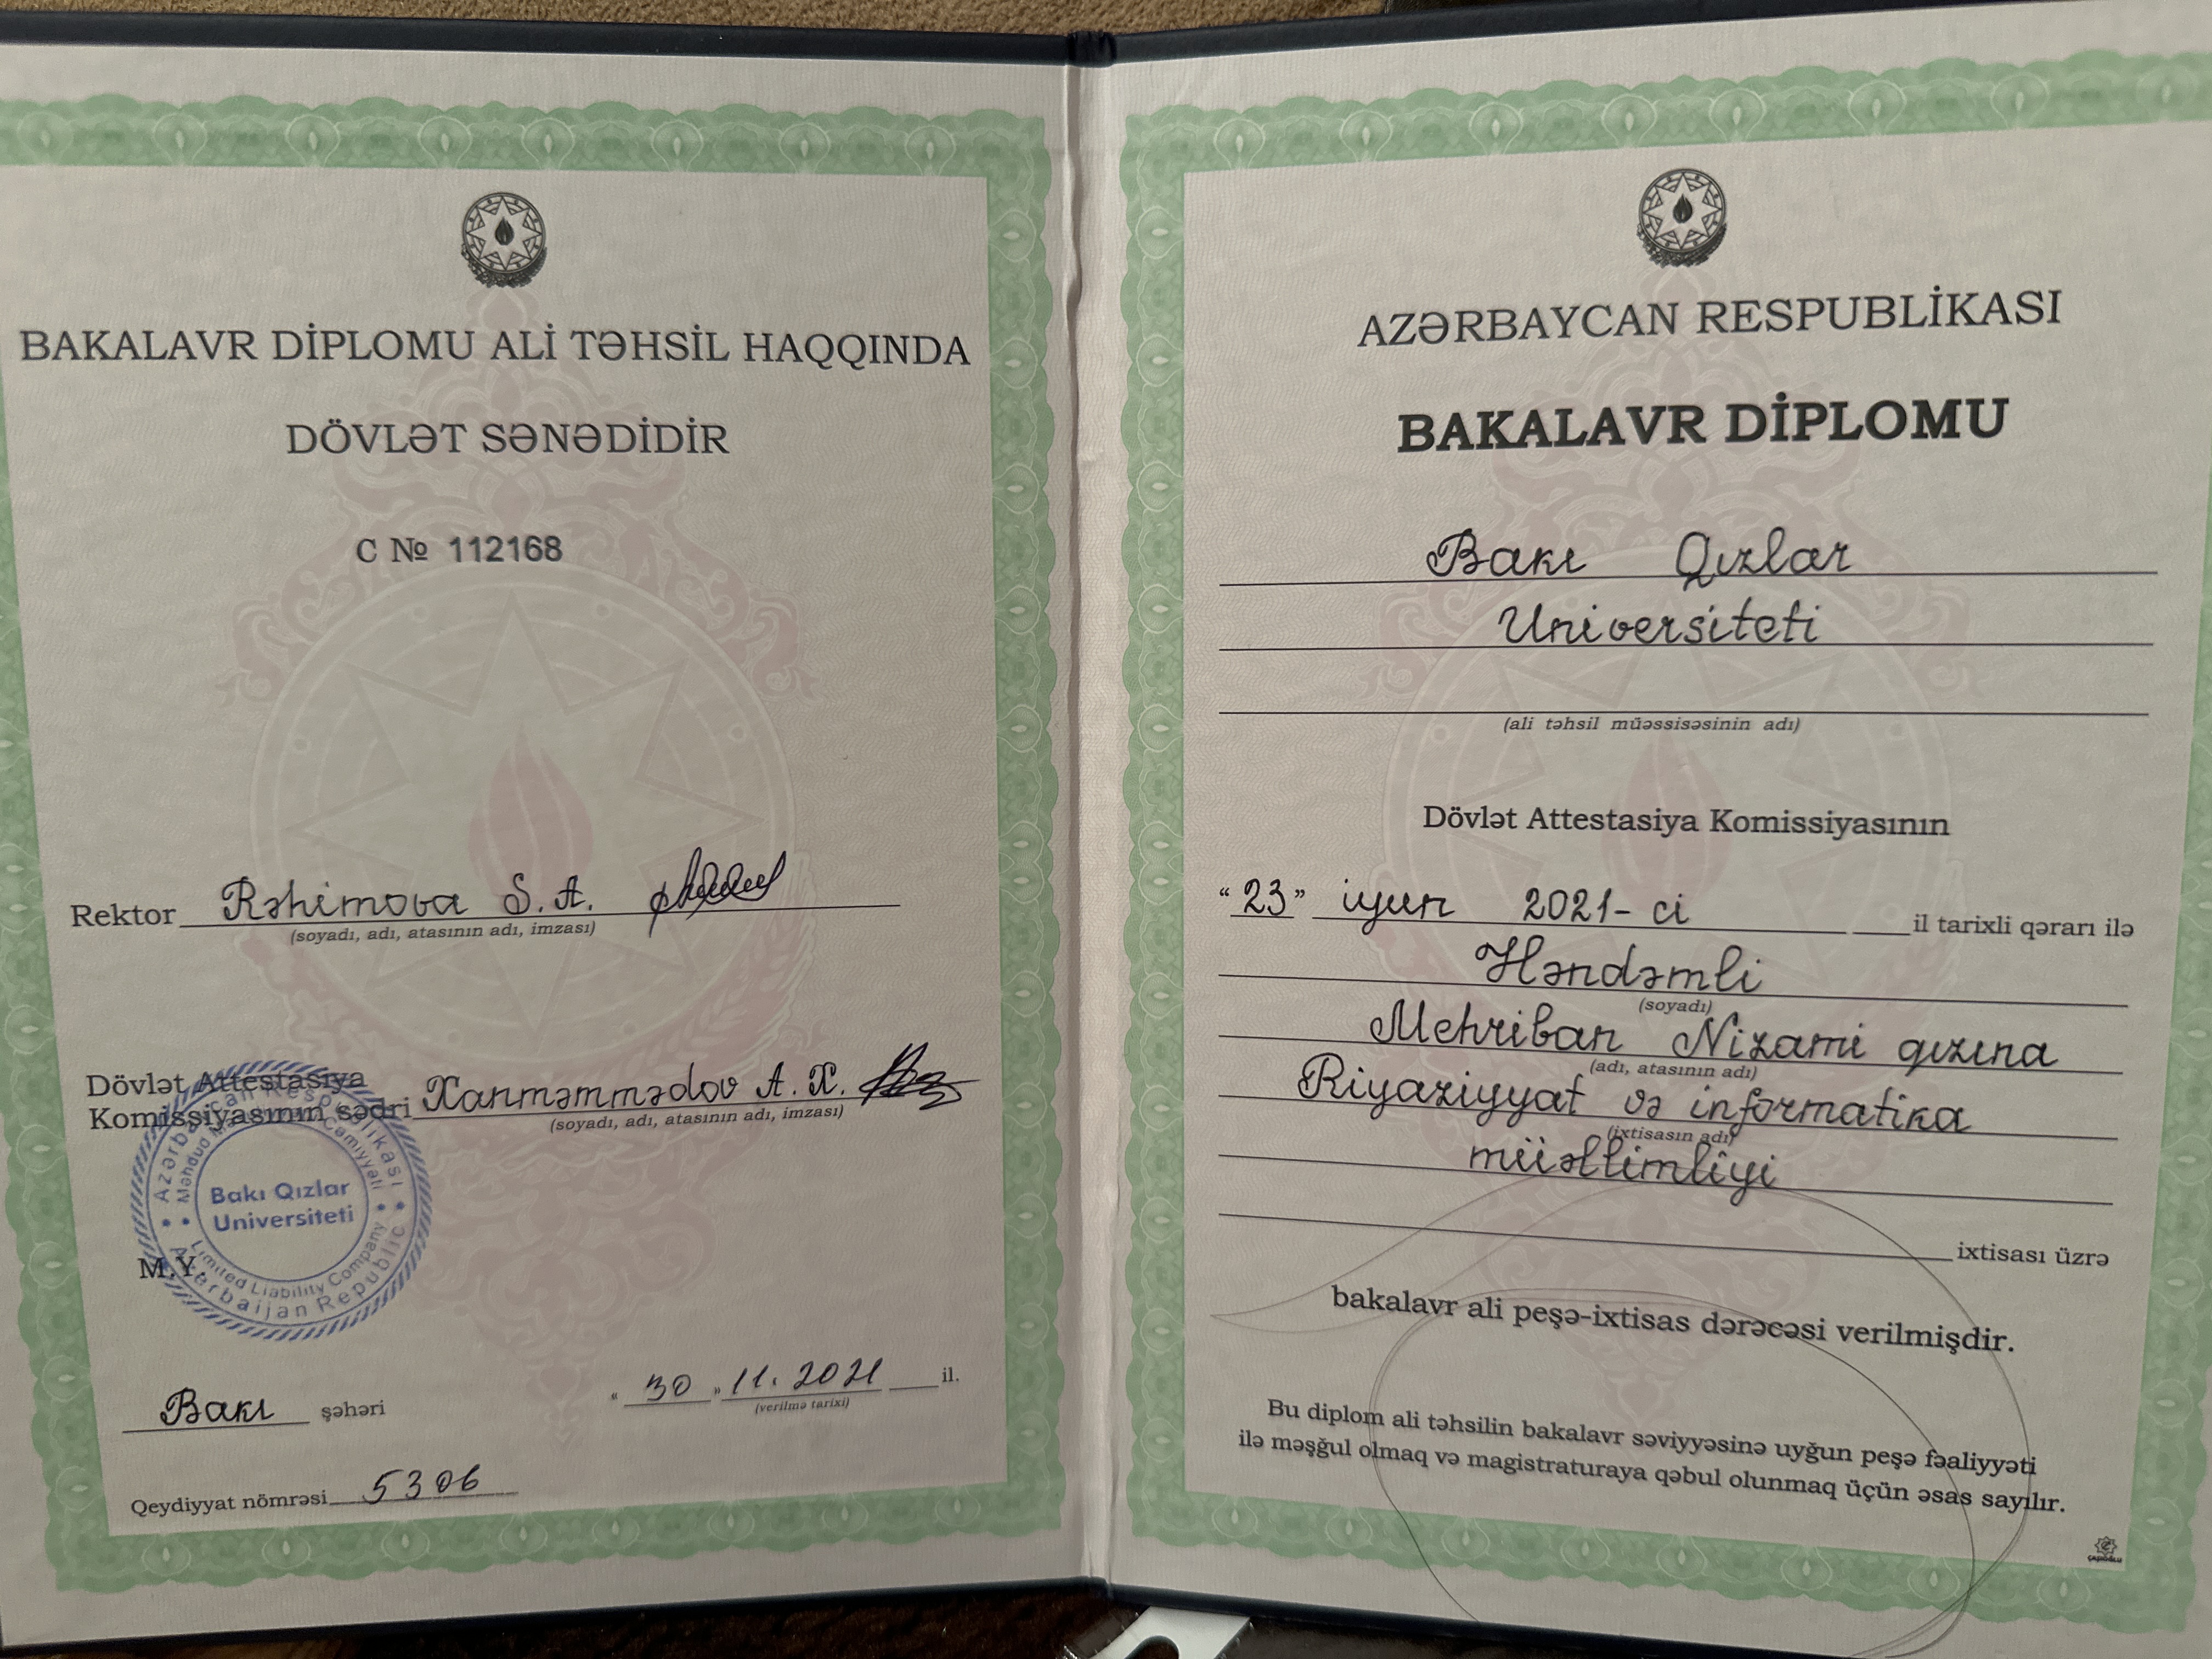 BAKALAVR DİPLOMU ALİ TƏHSİL HAQQINDA
DÖVLƏT SƏNƏDİDİR
C № 112168
Rektor Rəhimova S.A.
(soyadı, adı, atasının adı, imzası)
Dövlət Attestasiya
Komissiyasının sədri Xanməmmədov A.X.
(soyadı, adı, atasının adı, imzası)
Azərbaycan Respublikası
Məhdud Cəmiyyəti
Bakı Qızlar
Universiteti
Limited Liability Company
Azerbaijan Republic
M.Y.
Bakı şəhəri
« 30 » 11. 2021 il.
(verilmə tarixi)
Qeydiyyat nömrəsi 5306
AZƏRBAYCAN RESPUBLİKASI
BAKALAVR DİPLOMU
Bakı Qızlar
Universiteti
(ali təhsil müəssisəsinin adı)
Dövlət Attestasiya Komissiyasının
“23” iyun 2021-ci il tarixli qərarı ilə
Həndəmli
(soyadı)
Mehriban Nizami qızına
(adı, atasının adı)
Riyaziyyat və informatika
(ixtisasın adı)
müəllimliyi
ixtisası üzrə
bakalavr ali peşə-ixtisas dərəcəsi verilmişdir.
Bu diplom ali təhsilin bakalavr səviyyəsinə uyğun peşə fəaliyyəti
ilə məşğul olmaq və magistraturaya qəbul olunmaq üçün əsas sayılır.